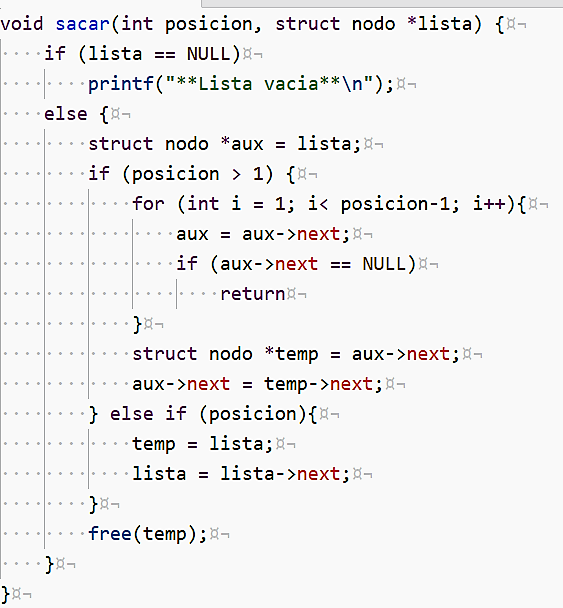 void sacar(int posicion, struct nodo *lista) {¤¬
····if (lista == NULL)¤¬
········printf("**Lista vacia**\n");¤¬
····else {¤¬
········struct nodo *aux = lista;¤¬
········if (posicion > 1) {¤¬
············for (int i = 1; i< posicion-1; i++){¤¬
················aux = aux->next;¤¬
················if (aux->next == NULL)¤¬
····················return¤¬
············}¤¬
············struct nodo *temp = aux->next;¤¬
············aux->next = temp->next;¤¬
········} else if (posicion){¤¬
············temp = lista;¤¬
············lista = lista->next;¤¬
········}¤¬
········free(temp);¤¬
····}¤¬
}¤¬